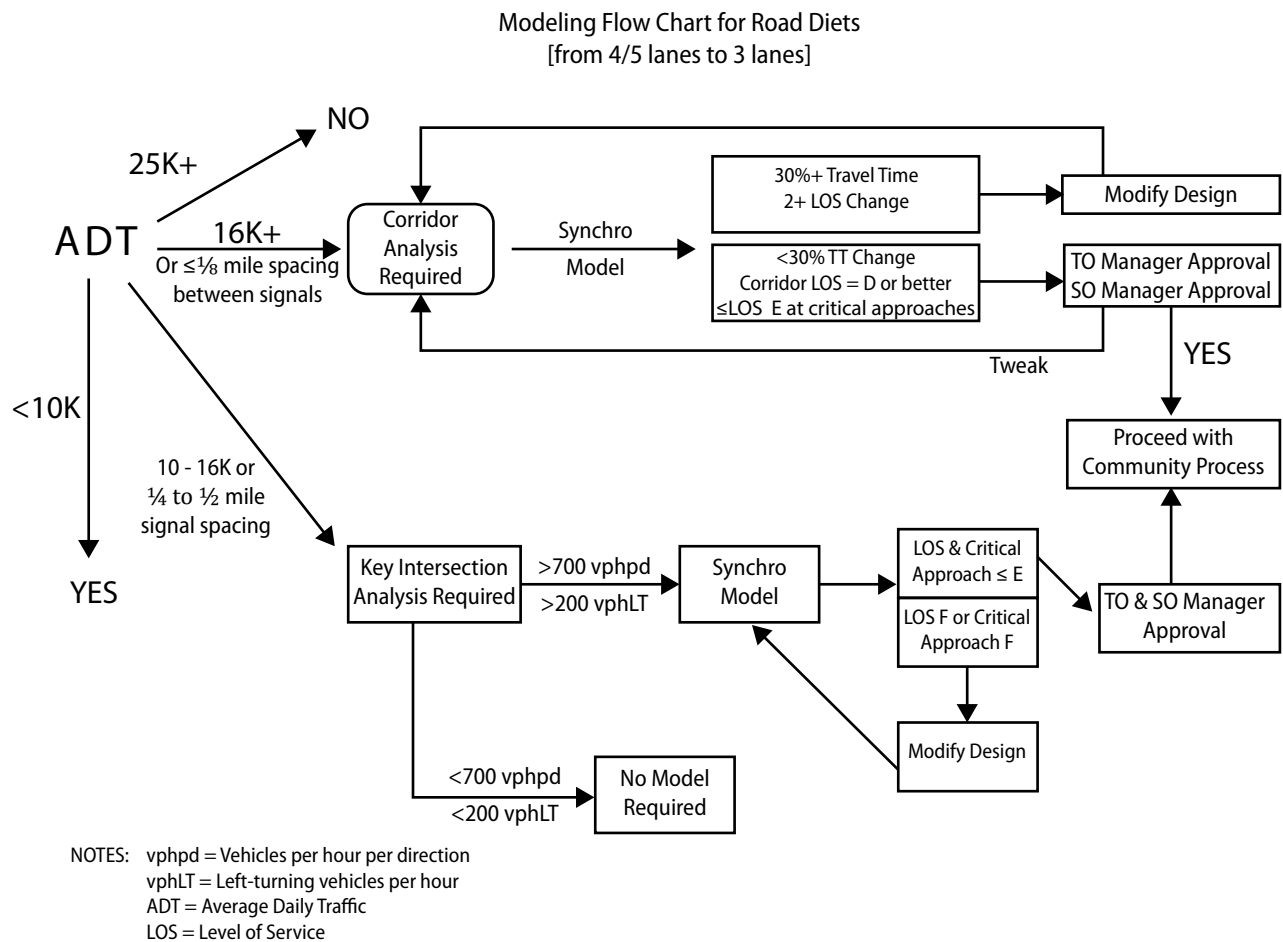 Modeling Flow Chart for Road Diets
[from 4/5 lanes to 3 lanes]
NO
25K+
ADT
16K+
Or ≤⅛ mile spacing
between signals
Corridor
Analysis
Required
Synchro
Model
30%+ Travel Time
2+ LOS Change
Modify Design
<30% TT Change
Corridor LOS = D or better
≤LOS E at critical approaches
TO Manager Approval
SO Manager Approval
Tweak
YES
<10K
YES
10 - 16K or
¼ to ½ mile
signal spacing
Proceed with
Community Process
Key Intersection
Analysis Required
>700 vphpd
>200 vphLT
Synchro
Model
LOS & Critical
Approach ≤ E
LOS F or Critical
Approach F
TO & SO Manager
Approval
Modify Design
<700 vphpd
<200 vphLT
No Model
Required
NOTES: vphpd = Vehicles per hour per direction
vphLT = Left-turning vehicles per hour
ADT = Average Daily Traffic
LOS = Level of Service